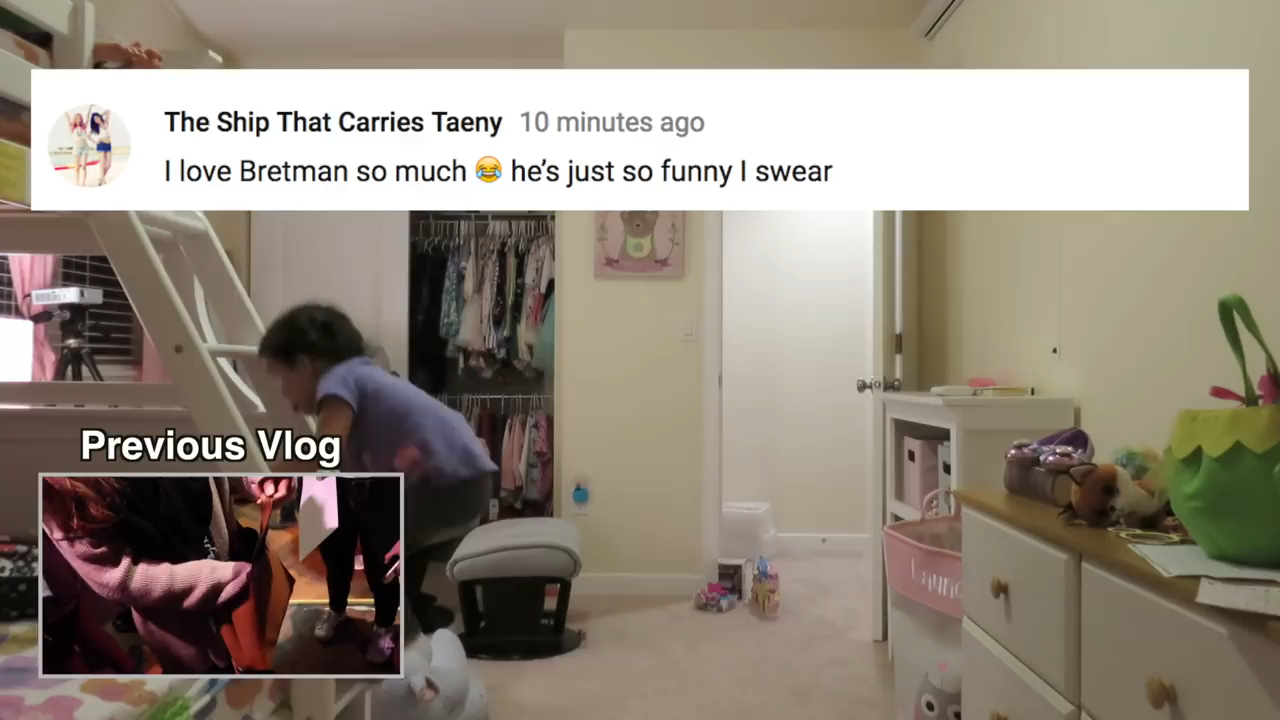 The Ship That Carries Taeny 10 minutes ago
I love Bretman so much 😂 he's just so funny I swear
Previous Vlog